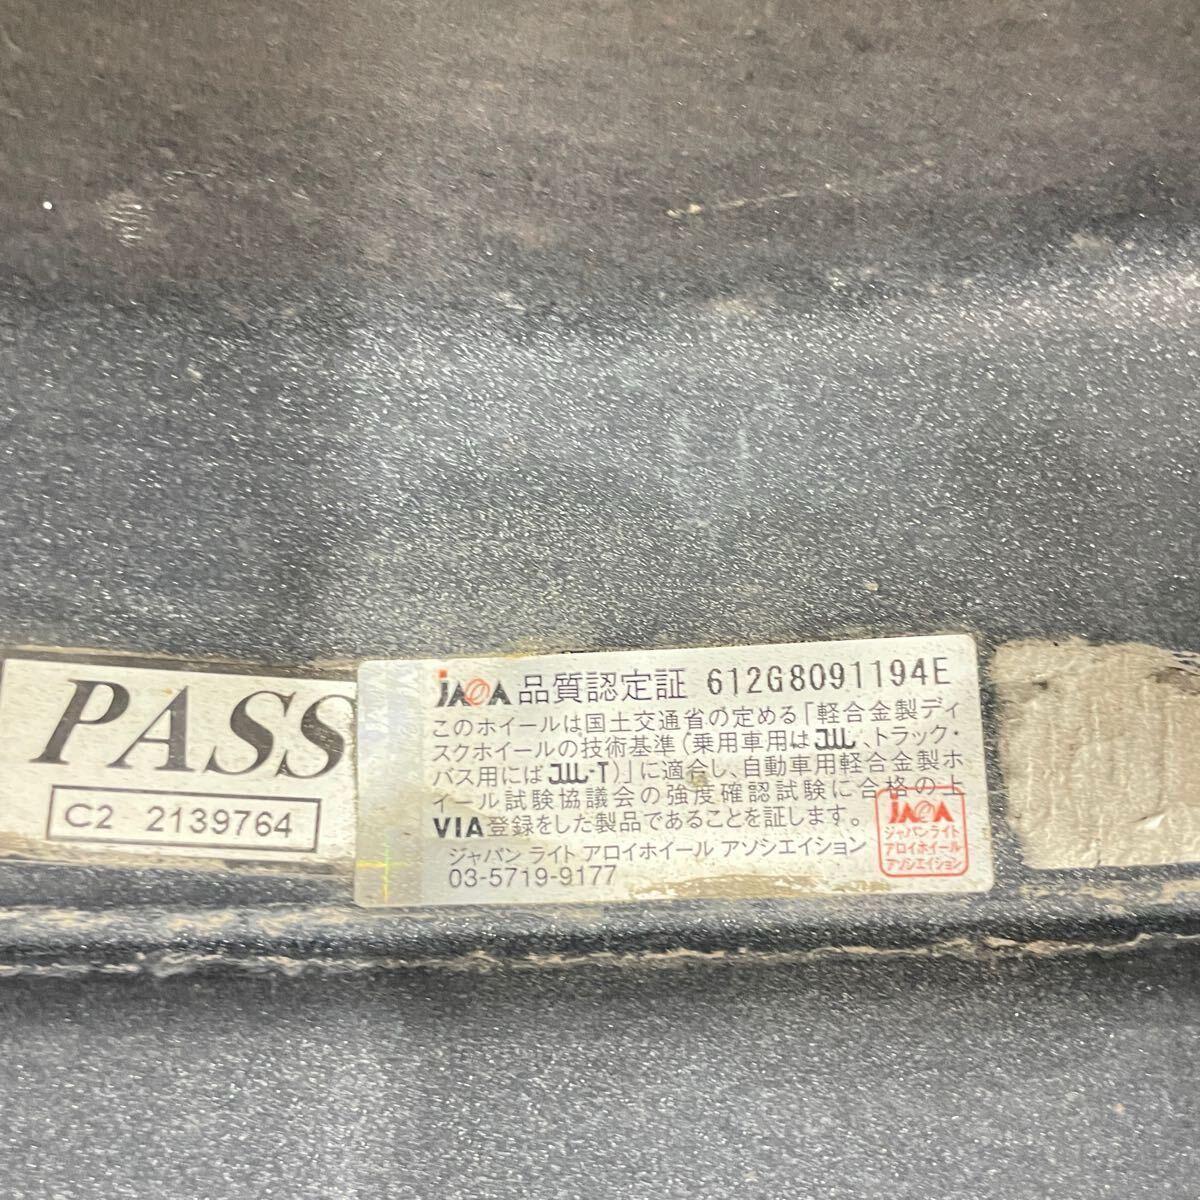 PASS
C2 2139764
JAWA 品質認定証 612G8091194E
このホイールは国土交通省の定める「軽合金製ディ
スクホイールの技術基準(乗用車用はJWL、トラック・
バス用にはJWL-T)」に適合し、自動車用軽合金製ホ
イール試験協議会の強度確認試験に合格の上
VIA登録をした製品であることを証します。
ジャパン ライト アロイホイール アソシエイション
03-5719-9177
JAWA
ジャパンライト
アロイホイール
アソシエイション